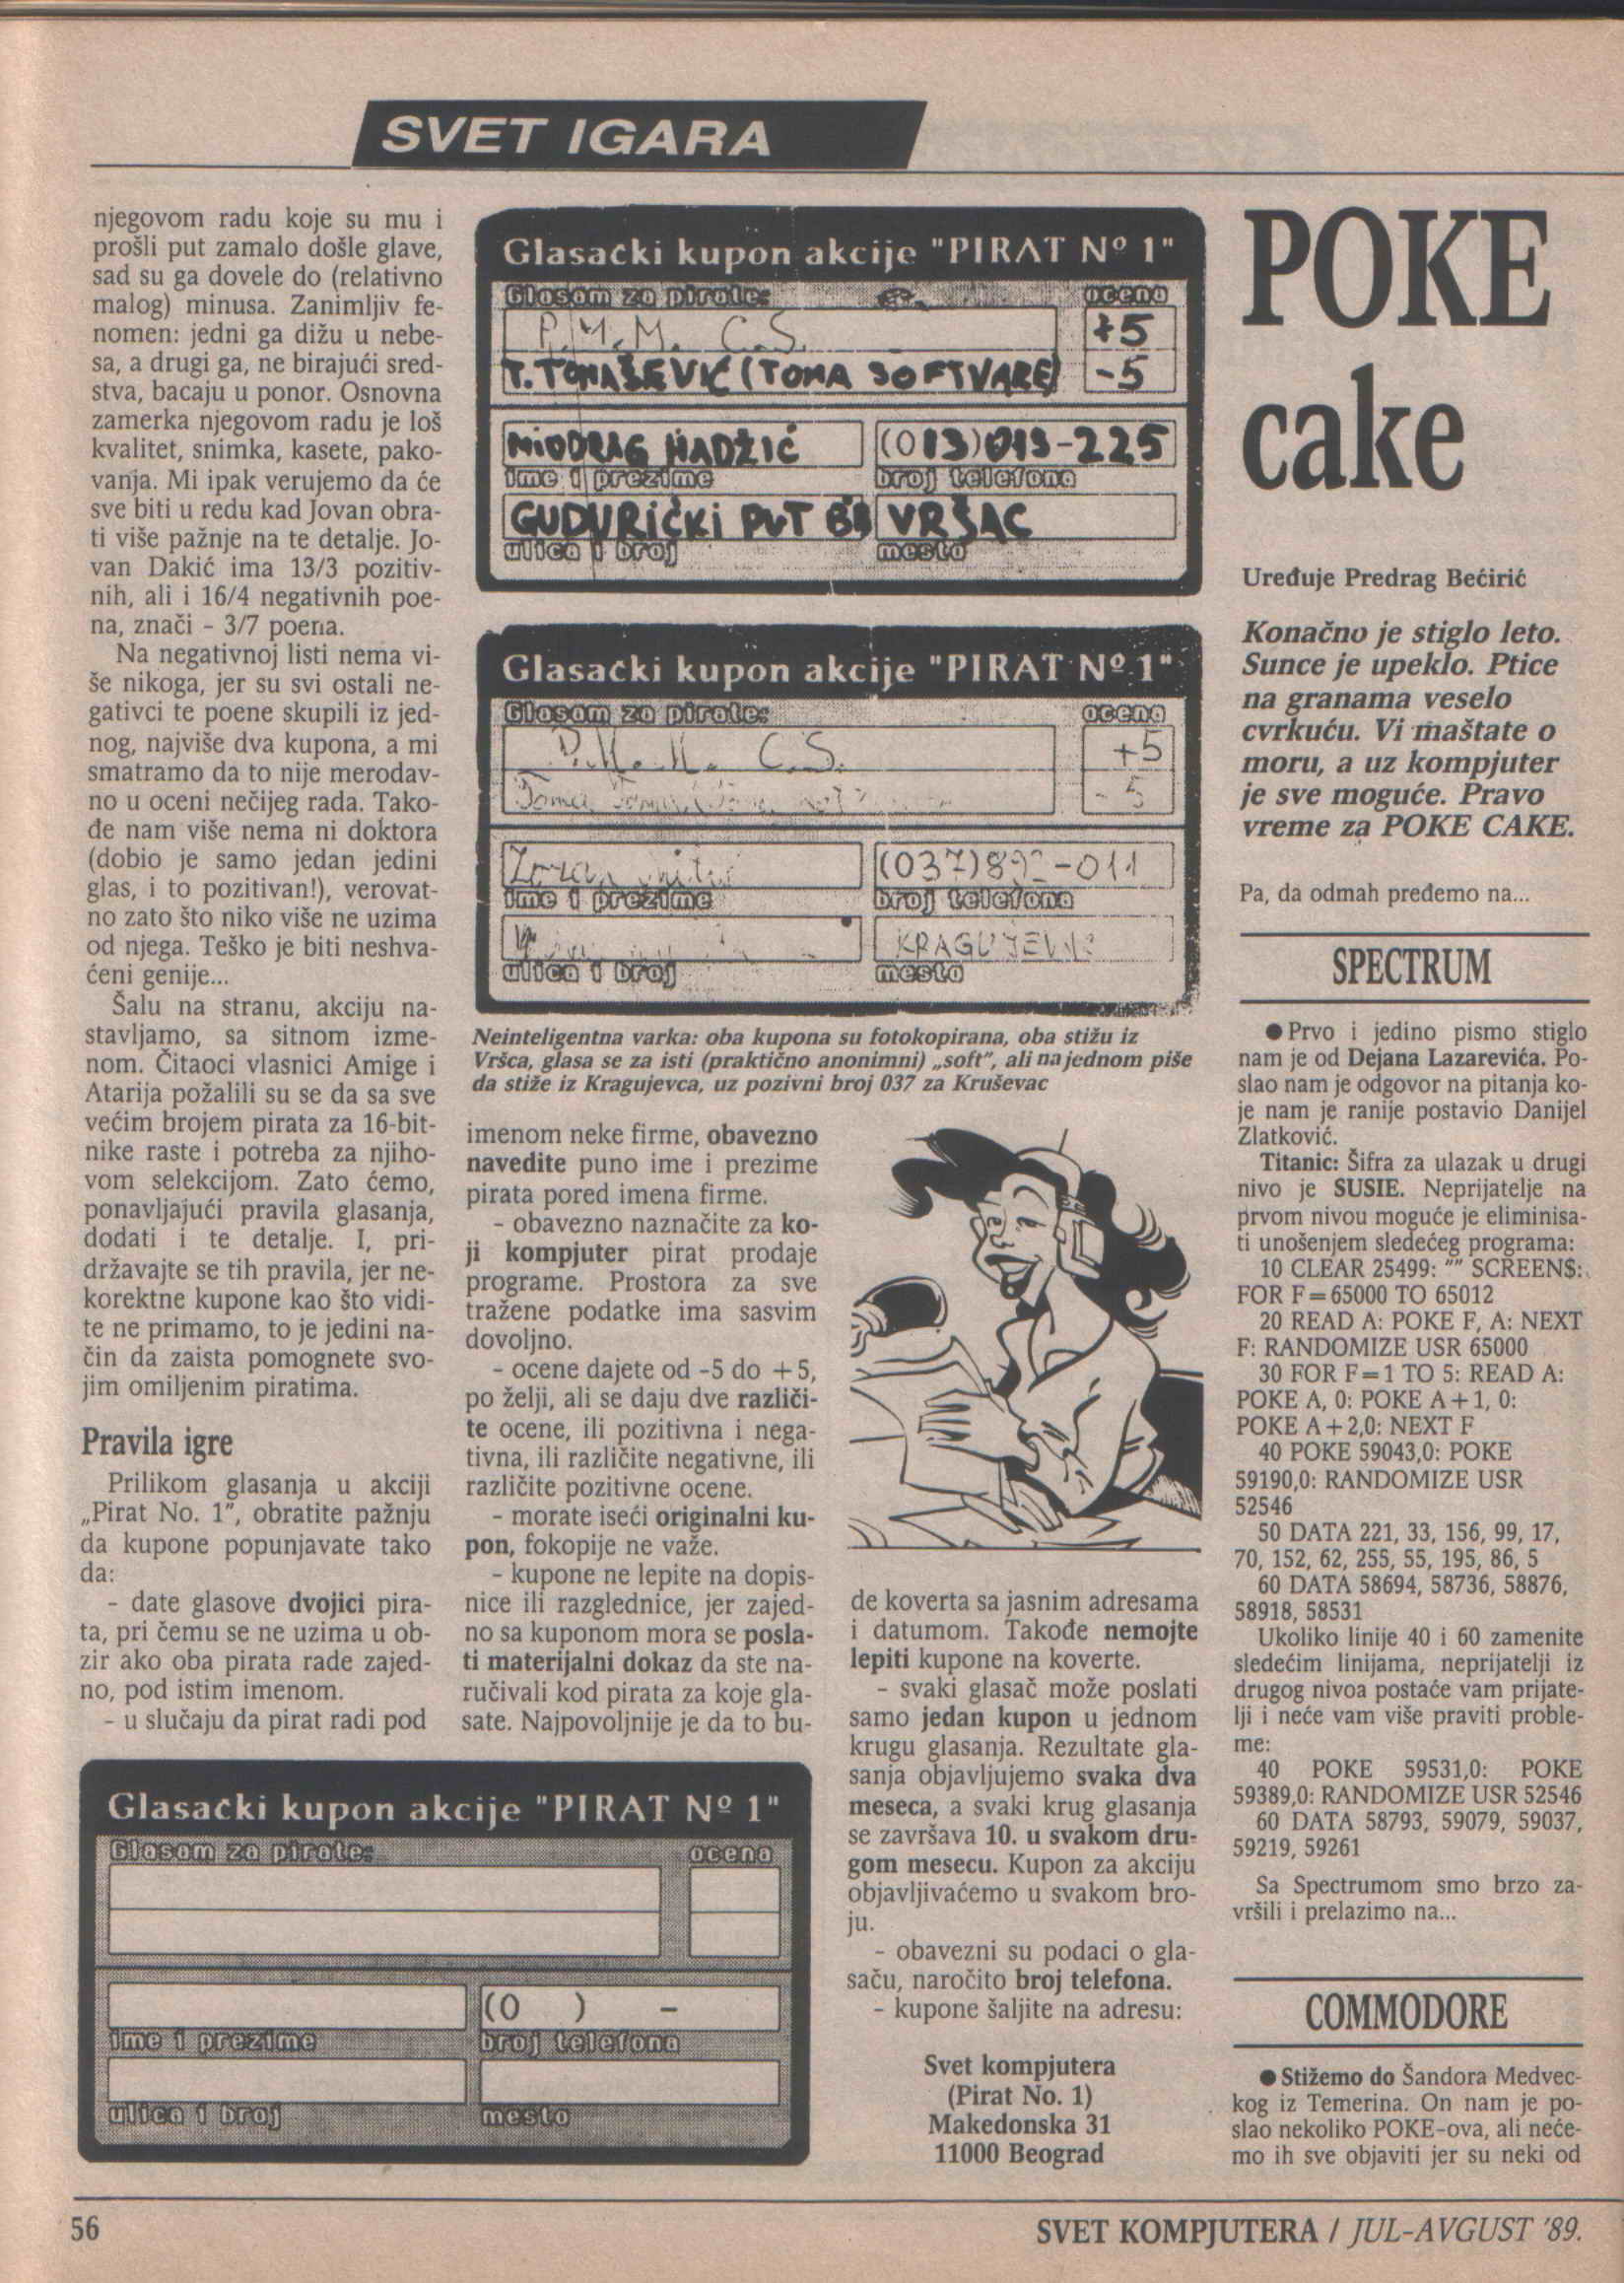 SVET IGARA
njegovom radu koje su mu i
prošli put zamalo došle glave,
sad su ga dovele do (relativno
malog) minusa. Zanimljiv fe-
nomen: jedni ga dižu u nebe-
sa, a drugi ga, ne birajući sred-
stva, bacaju u ponor. Osnovna
zamerka njegovom radu je loš
kvalitet, snimka, kasete, pako-
vanja. Mi ipak verujemo da će
sve biti u redu kad Jovan obra-
ti više pažnje na te detalje. Jo-
van Dakić ima 13/3 pozitiv-
nih, ali i 16/4 negativnih poe-
na, znači - 3/7 poena.
Na negativnoj listi nema vi-
še nikoga, jer su svi ostali ne-
gativci te poene skupili iz jed-
nog, najviše dva kupona, a mi
smatramo da to nije merodav-
no u oceni nečijeg rada. Tako-
đe nam više nema ni doktora
(dobio je samo jedan jedini
glas, i to pozitivan!), verovat-
no zato što niko više ne uzima
od njega. Teško je biti neshva-
ćeni genije...
Šalu na stranu, akciju na-
stavljamo, sa sitnom izme-
nom. Čitaoci vlasnici Amige i
Atarija požalili su se da sa sve
većim brojem pirata za 16-bit-
nike raste i potreba za njiho-
vom selekcijom. Zato ćemo,
ponavljajući pravila glasanja,
dodati i te detalje. I, pri-
državajte se tih pravila, jer ne-
korektne kupone kao što vidi-
te ne primamo, to je jedini na-
čin da zaista pomognete svo-
jim omiljenim piratima.
Pravila igre
Prilikom glasanja u akciji
„Pirat No. 1”, obratite pažnju
da kupone popunjavate tako
da:
- date glasove dvojici pira-
ta, pri čemu se ne uzima u ob-
zir ako oba pirata rade zajed-
no, pod istim imenom.
- u slučaju da pirat radi pod
Glasački kupon akcije "PIRAT Nº 1"
Glasam za pirate: ocena
P.M.M. C.S. +5
T. TOMAŠEVIĆ (TOMA SOFTVARE) -5
MIODRAG HADŽIĆ (013)013-225
ime i prezime broj telefona
GUDURIČKI PUT BB VRŠAC
ulica i broj mesto
Glasački kupon akcije "PIRAT Nº 1"
Glasam za pirate: ocena
P.M.M. C.S. +5
- 5
Zoran (037)892-011
ime i prezime broj telefona
KRAGUJEVAC
ulica i broj mesto
Neinteligentna varka: oba kupona su fotokopirana, oba stižu iz
Vršca, glasa se za isti (praktično anonimni) „soft”, ali na jednom piše
da stiže iz Kragujevca, uz pozivni broj 037 za Kruševac
imenom neke firme, obavezno
navedite puno ime i prezime
pirata pored imena firme.
- obavezno naznačite za ko-
ji kompjuter pirat prodaje
programe. Prostora za sve
tražene podatke ima sasvim
dovoljno.
- ocene dajete od -5 do +5,
po želji, ali se daju dve različi-
te ocene, ili pozitivna i nega-
tivna, ili različite negativne, ili
različite pozitivne ocene.
- morate iseći originalni ku-
pon, fokopije ne važe.
- kupone ne lepite na dopis-
nice ili razglednice, jer zajed-
no sa kuponom mora se posla-
ti materijalni dokaz da ste na-
ručivali kod pirata za koje gla-
sate. Najpovoljnije je da to bu-
de koverta sa jasnim adresama
i datumom. Takođe nemojte
lepiti kupone na koverte.
- svaki glasač može poslati
samo jedan kupon u jednom
krugu glasanja. Rezultate gla-
sanja objavljujemo svaka dva
meseca, a svaki krug glasanja
se završava 10. u svakom dru-
gom mesecu. Kupon za akciju
objavljivaćemo u svakom bro-
ju.
- obavezni su podaci o gla-
saču, naročito broj telefona.
- kupone šaljite na adresu:
Svet kompjutera
(Pirat No. 1)
Makedonska 31
11000 Beograd
Glasački kupon akcije "PIRAT Nº 1"
Glasam za pirate: ocena
(0 ) -
ime i prezime broj telefona
ulica i broj mesto
POKE
cake
Uređuje Predrag Bećirić
Konačno je stiglo leto.
Sunce je upeklo. Ptice
na granama veselo
cvrkuću. Vi maštate o
moru, a uz kompjuter
je sve moguće. Pravo
vreme za POKE CAKE.
Pa, da odmah pređemo na...
SPECTRUM
● Prvo i jedino pismo stiglo
nam je od Dejana Lazarevića. Po-
slao nam je odgovor na pitanja ko-
je nam je ranije postavio Danijel
Zlatković.
Titanic: Šifra za ulazak u drugi
nivo je SUSIE. Neprijatelje na
prvom nivou moguće je eliminisa-
ti unošenjem sledećeg programa:
10 CLEAR 25499: ”” SCREEN$:
FOR F=65000 TO 65012
20 READ A: POKE F, A: NEXT
F: RANDOMIZE USR 65000
30 FOR F=1 TO 5: READ A:
POKE A, 0: POKE A+1, 0:
POKE A+2,0: NEXT F
40 POKE 59043,0: POKE
59190,0: RANDOMIZE USR
52546
50 DATA 221, 33, 156, 99, 17,
70, 152, 62, 255, 55, 195, 86, 5
60 DATA 58694, 58736, 58876,
58918, 58531
Ukoliko linije 40 i 60 zamenite
sledećim linijama, neprijatelji iz
drugog nivoa postaće vam prijate-
lji i neće vam više praviti proble-
me:
40 POKE 59531,0: POKE
59389,0: RANDOMIZE USR 52546
60 DATA 58793, 59079, 59037,
59219, 59261
Sa Spectrumom smo brzo za-
vršili i prelazimo na...
COMMODORE
● Stižemo do Šandora Medvec-
kog iz Temerina. On nam je po-
slao nekoliko POKE-ova, ali neće-
mo ih sve objaviti jer su neki od
56
SVET KOMPJUTERA / JUL-AVGUST '89.